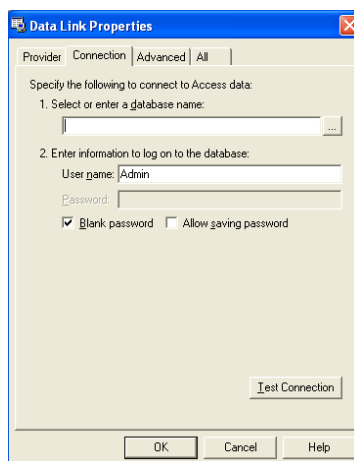 Data Link Properties
Provider Connection Advanced All
Specify the following to connect to Access data:
1. Select or enter a database name:
...
2. Enter information to log on to the database:
User name: Admin
Password:
Blank password Allow saving password
Test Connection
OK Cancel Help